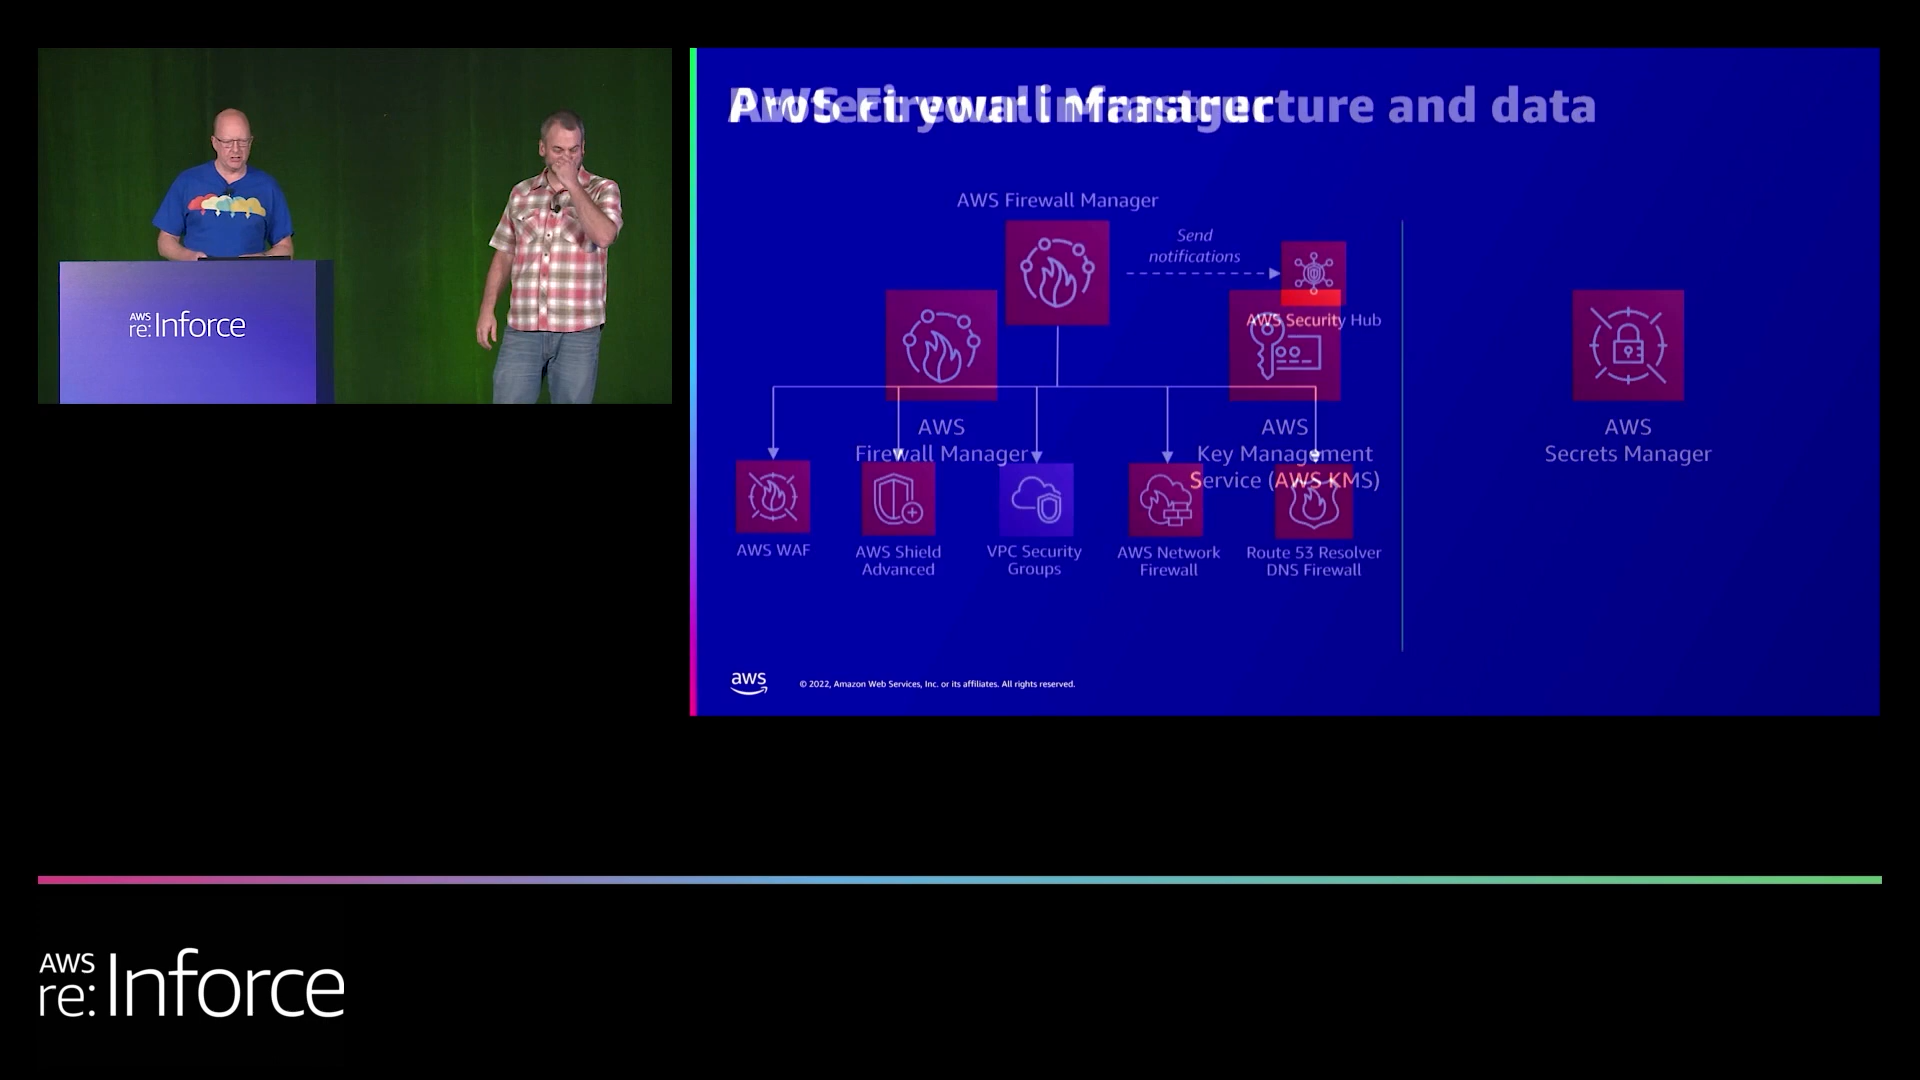 AWS
re:Inforce
AWS Firewall Manager
Protect your infrastructure and data
AWS Firewall Manager
Send
notifications
AWS Security Hub
AWS
Firewall Manager
AWS
Key Management
Service (AWS KMS)
AWS
Secrets Manager
AWS WAF
AWS Shield
Advanced
VPC Security
Groups
AWS Network
Firewall
Route 53 Resolver
DNS Firewall
aws
© 2022, Amazon Web Services, Inc. or its affiliates. All rights reserved.
AWS
re:Inforce